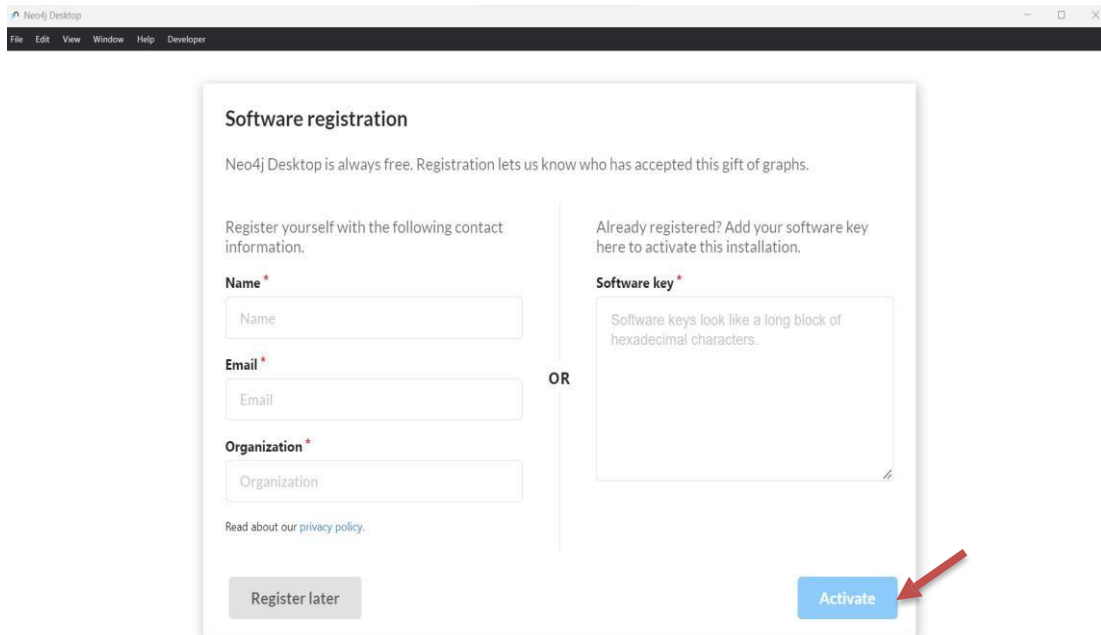 Neo4j Desktop
File Edit View Window Help Developer
Software registration
Neo4j Desktop is always free. Registration lets us know who has accepted this gift of graphs.
Register yourself with the following contact
information.
Name *
Name
Email *
Email
Organization *
Organization
Read about our privacy policy.
Register later
OR
Already registered? Add your software key
here to activate this installation.
Software key *
Software keys look like a long block of
hexadecimal characters.
Activate